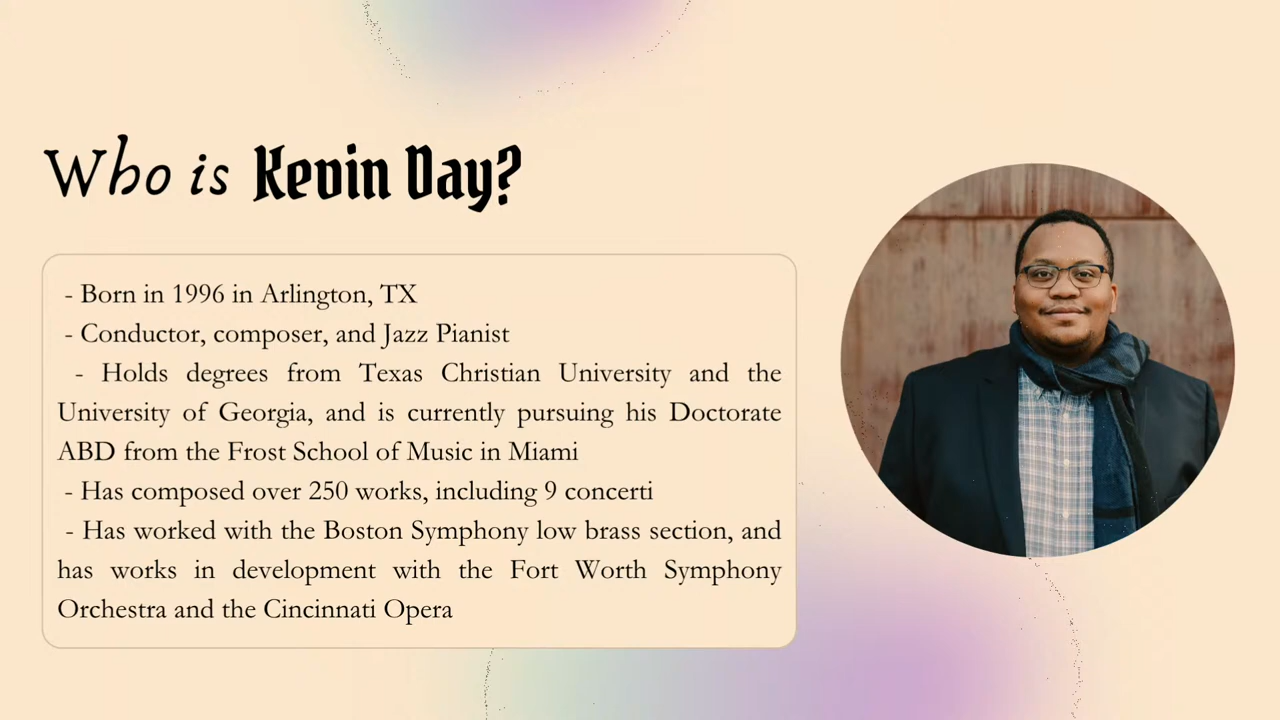 Who is Kevin Day?
- Born in 1996 in Arlington, TX
- Conductor, composer, and Jazz Pianist
- Holds degrees from Texas Christian University and the
University of Georgia, and is currently pursuing his Doctorate
ABD from the Frost School of Music in Miami
- Has composed over 250 works, including 9 concerti
- Has worked with the Boston Symphony low brass section, and
has works in development with the Fort Worth Symphony
Orchestra and the Cincinnati Opera